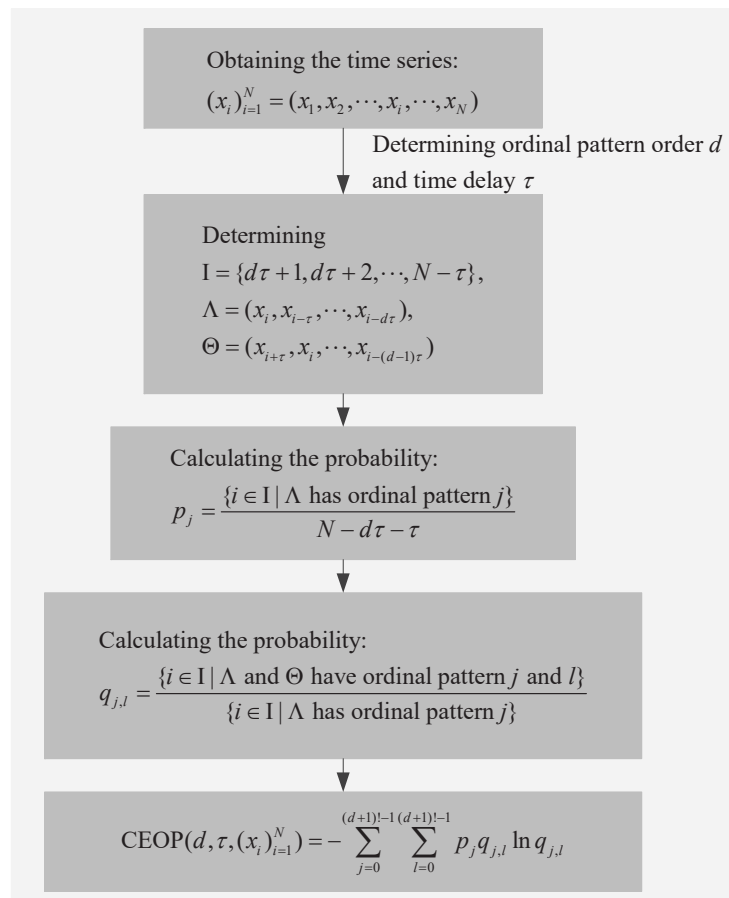 Obtaining the time series:
(x_i)_{i=1}^N = (x_1, x_2, ⋯, x_i, ⋯, x_N)
Determining ordinal pattern order d
and time delay τ
Determining
I = {dτ + 1, dτ + 2, ⋯, N − τ},
Λ = (x_i, x_{i−τ}, ⋯, x_{i−dτ}),
Θ = (x_{i+τ}, x_i, ⋯, x_{i−(d−1)τ})
Calculating the probability:
p_j = \frac{{i ∈ I | Λ has ordinal pattern j}}{N − dτ − τ}
Calculating the probability:
q_{j,l} = \frac{{i ∈ I | Λ and Θ have ordinal pattern j and l}}{{i ∈ I | Λ has ordinal pattern j}}
CEOP(d, τ, (x_i)_{i=1}^N) = −∑_{j=0}^{(d+1)!−1} ∑_{l=0}^{(d+1)!−1} p_j q_{j,l} ln q_{j,l}